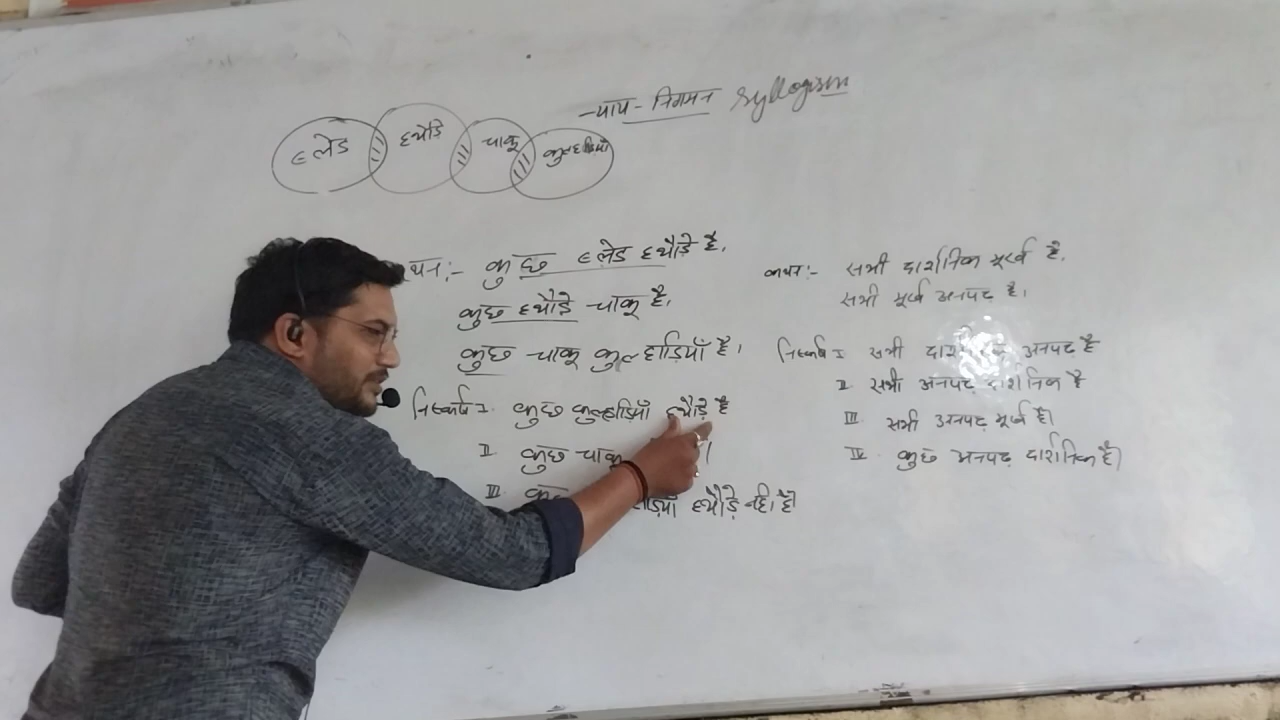 न्याय - निगमन Syllogism
ब्लेड हथौड़े चाकू कुल्हाड़ियाँ
थन :- कुछ ब्लेड हथौड़े है.
कुछ हथौड़े चाकू है.
कुछ चाकू कुल्हाड़ियाँ है.
निष्कर्ष I. कुछ कुल्हाड़ियाँ हथौड़े है
II कुछ चाकू
III ड़ियाँ हथौड़े नहीं है।
कथन :- सभी दार्शनिक मूर्ख है.
सभी मूर्ख अनपढ़ है।
निष्कर्ष I सभी अनपढ़ है
II सभी अनपढ़ दार्शनिक है
III सभी अनपढ़ मूर्ख है।
IV. कुछ अनपढ़ दार्शनिक है।